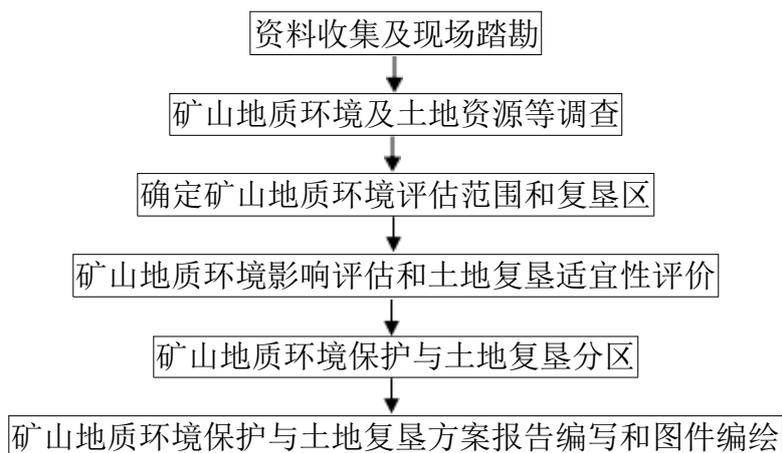 资料收集及现场踏勘
矿山地质环境及土地资源等调查
确定矿山地质环境评估范围和复垦区
矿山地质环境影响评估和土地复垦适宜性评价
矿山地质环境保护与土地复垦分区
矿山地质环境保护与土地复垦方案报告编写和图件编绘